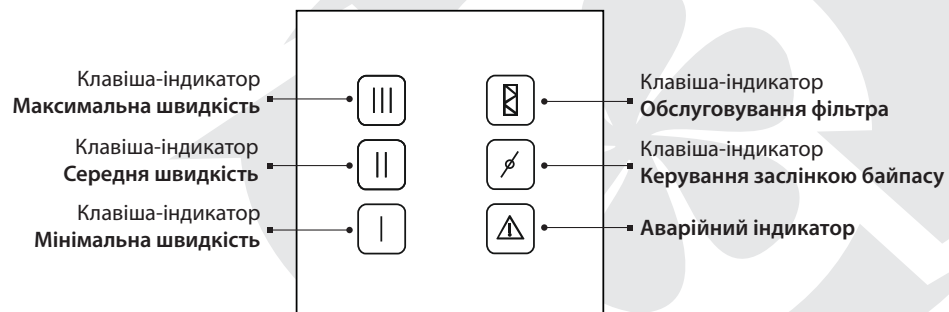 Клавіша-індикатор
Максимальна швидкість
Клавіша-індикатор
Середня швидкість
Клавіша-індикатор
Мінімальна швидкість
Клавіша-індикатор
Обслуговування фільтра
Клавіша-індикатор
Керування заслінкою байпасу
Аварійний індикатор